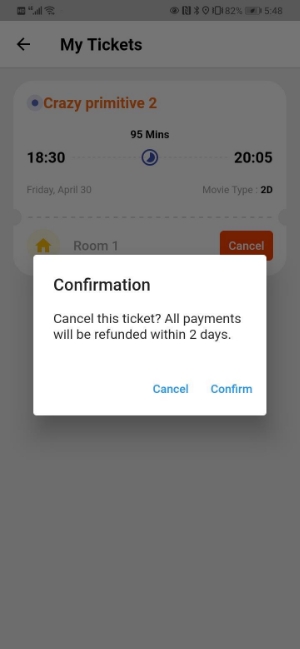 82% 5:48
My Tickets
Crazy primitive 2
95 Mins
18:30 20:05
Friday, April 30 Movie Type : 2D
Room 1 Cancel
Confirmation
Cancel this ticket? All payments
will be refunded within 2 days.
Cancel Confirm